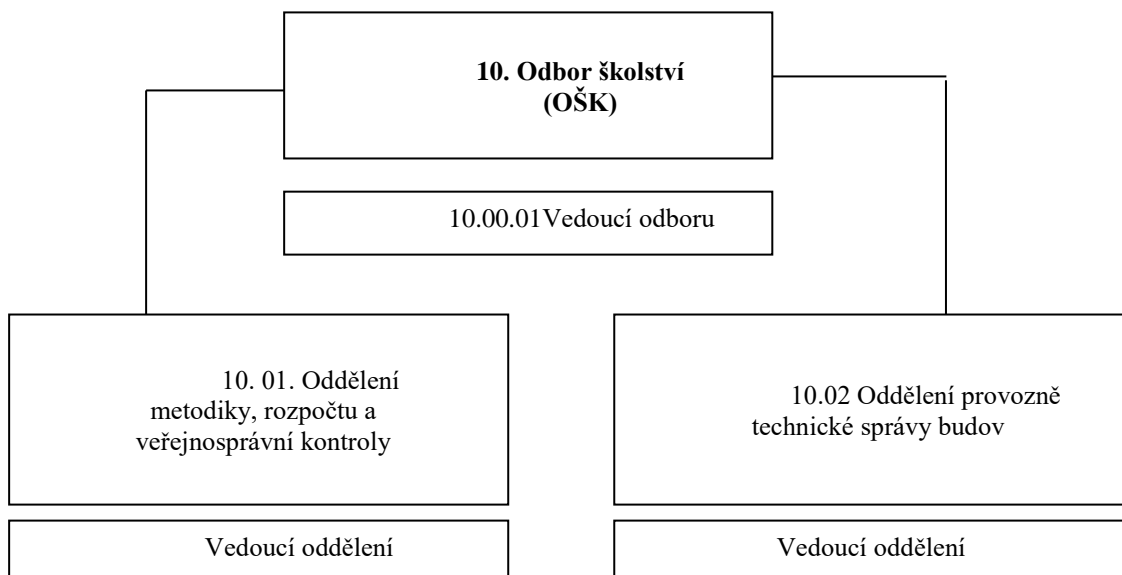 10. Odbor školství
(OŠK)
10.00.01Vedoucí odboru
10. 01. Oddělení
metodiky, rozpočtu a
veřejnosprávní kontroly
10.02 Oddělení provozně
technické správy budov
Vedoucí oddělení
Vedoucí oddělení